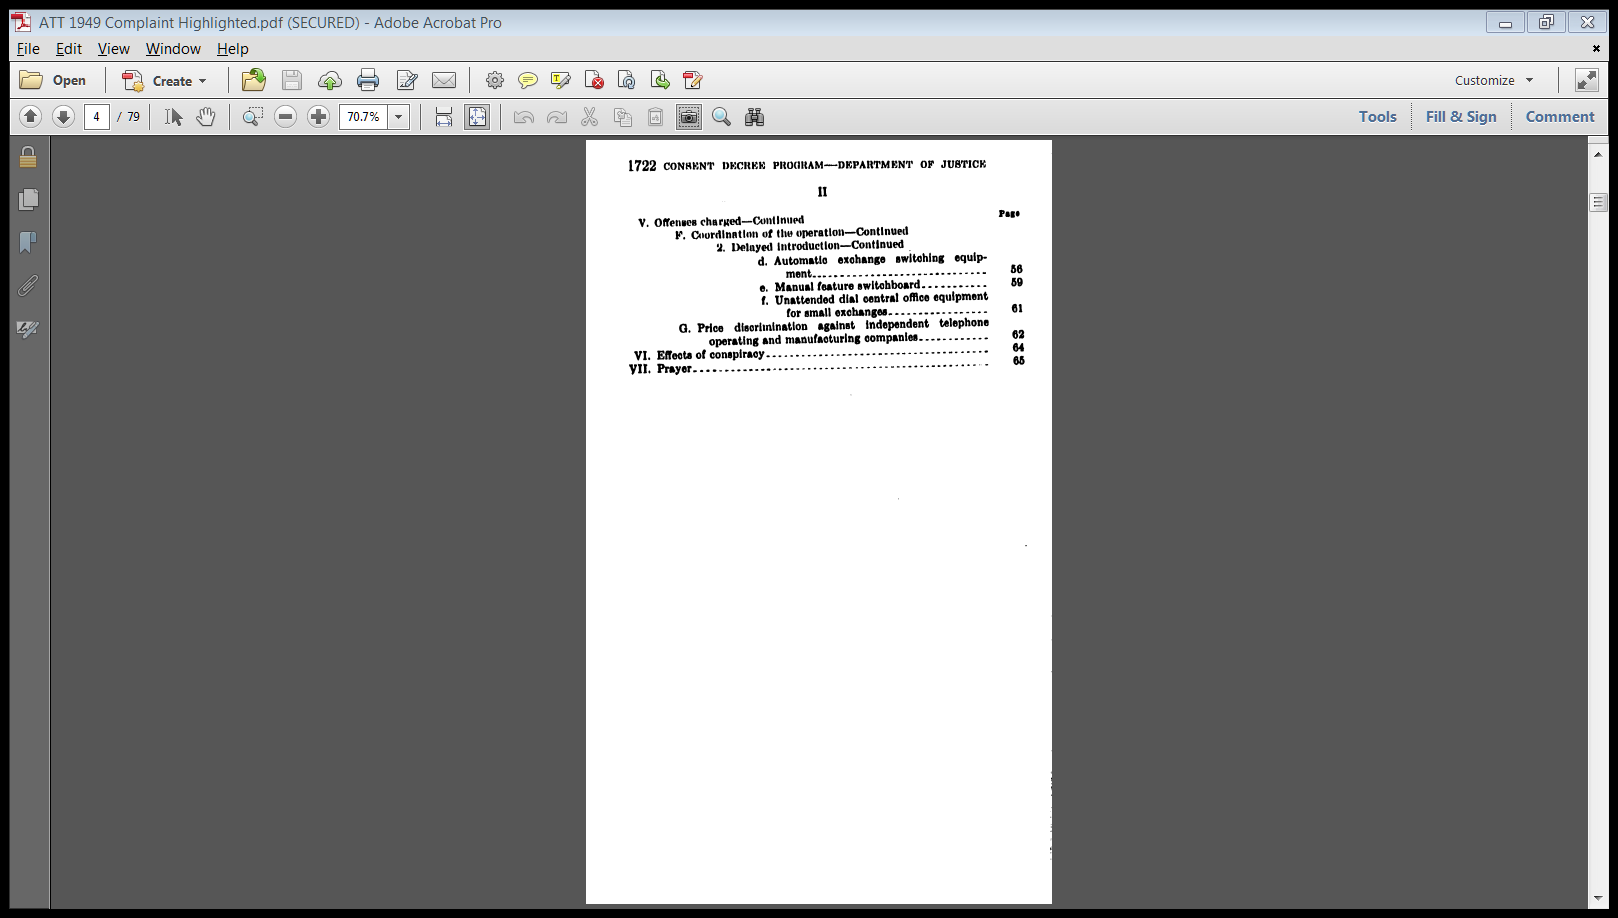 ATT 1949 Complaint Highlighted.pdf (SECURED) - Adobe Acrobat Pro
File Edit View Window Help
Open Create Customize
4 / 79 70.7% Tools Fill & Sign Comment
1722 CONSENT DECREE PROGRAM—DEPARTMENT OF JUSTICE
II
Page
V. Offenses charged—Continued
F. Coordination of the operation—Continued
2. Delayed introduction—Continued
d. Automatic exchange switching equip-
ment 56
e. Manual feature switchboard 59
f. Unattended dial central office equipment
for small exchanges 61
G. Price discrimination against independent telephone
operating and manufacturing companies 62
VI. Effects of conspiracy 64
VII. Prayer 65